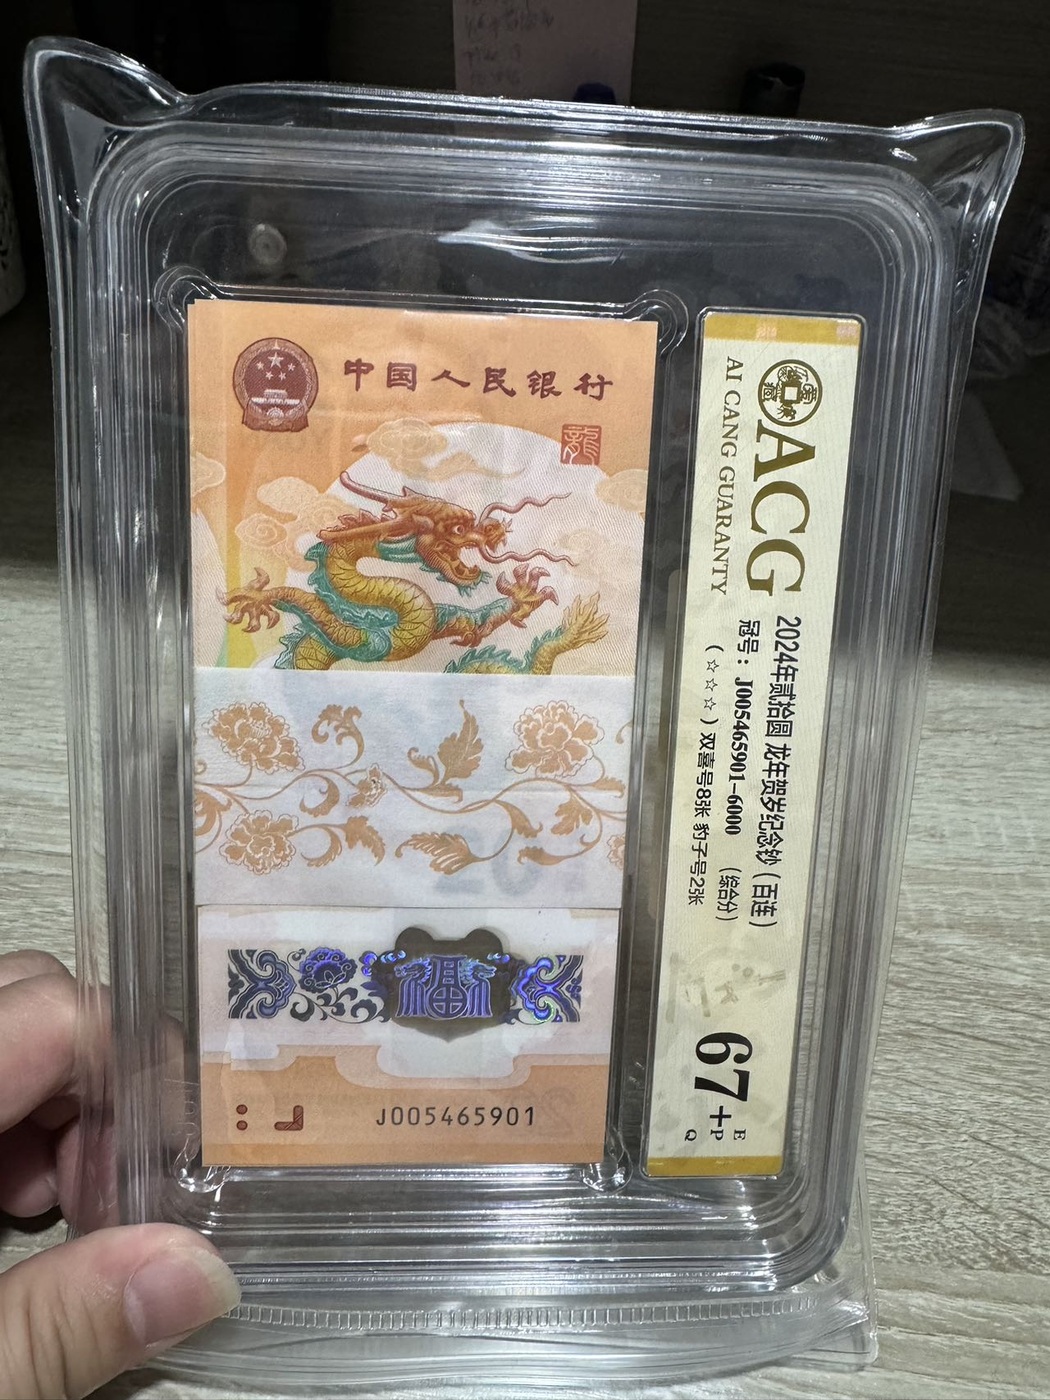 中国人民银行
龍
福
J005465901
ACG
AI CANG GUARANTY
2024年贰拾圆 龙年贺岁纪念钞(百连)
冠号:J005465901-6000 (综合分)
(☆☆☆)双喜号8张 豹子号2张
67+
E
P
Q